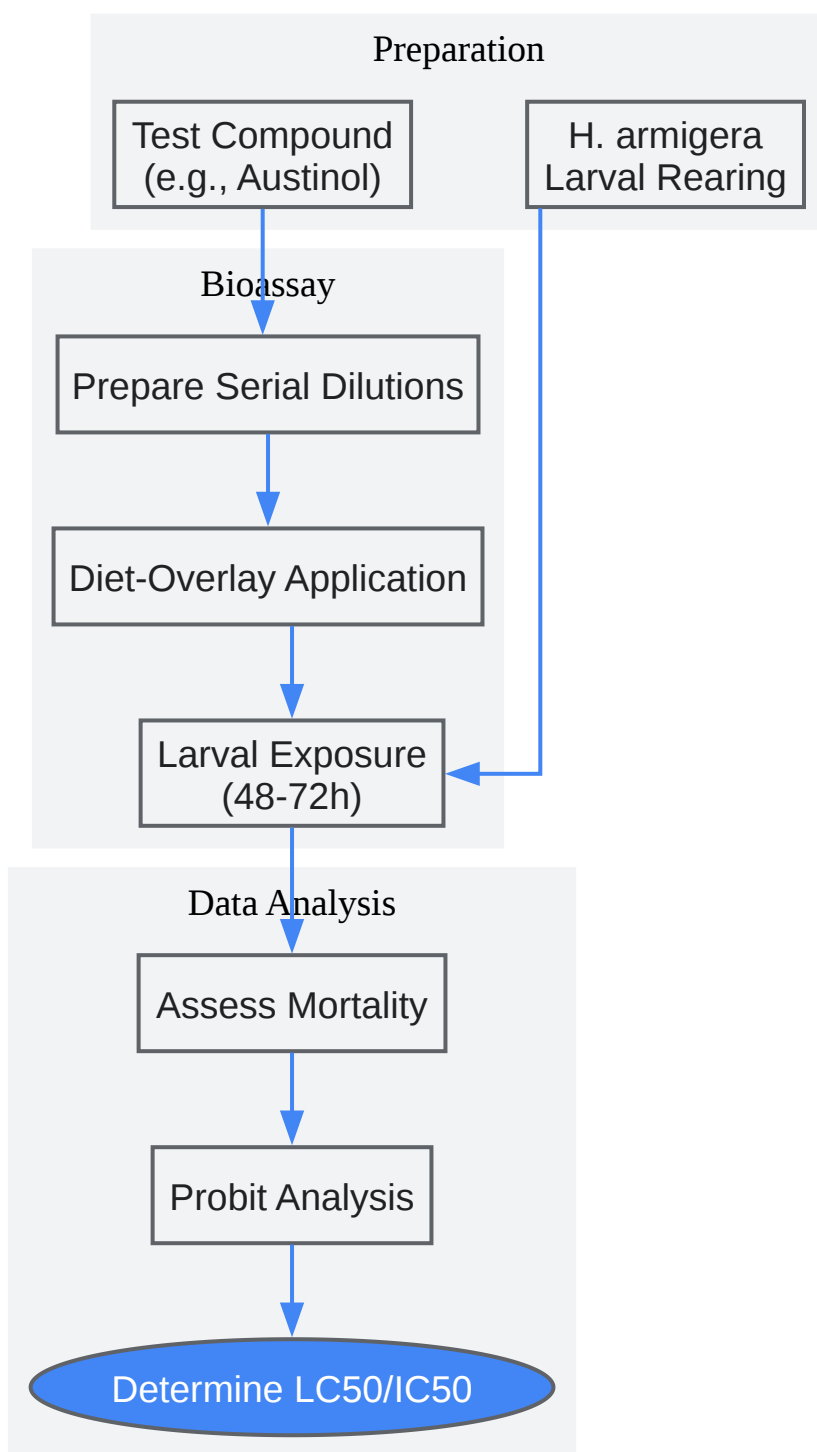 Preparation
Test Compound
(e.g., Austinol)
H. armigera
Larval Rearing
Bioassay
Prepare Serial Dilutions
Diet-Overlay Application
Larval Exposure
(48-72h)
Data Analysis
Assess Mortality
Probit Analysis
Determine LC50/IC50